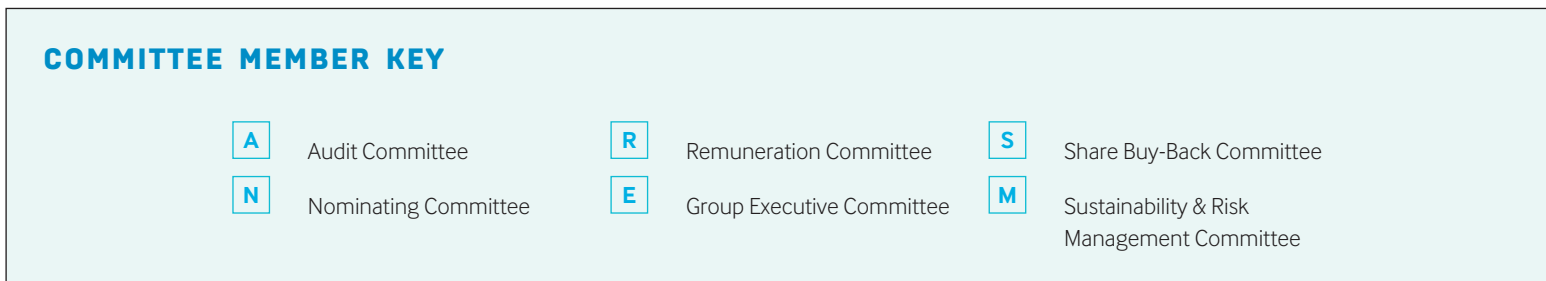 COMMITTEE MEMBER KEY
A Audit Committee
R Remuneration Committee
S Share Buy-Back Committee
N Nominating Committee
E Group Executive Committee
M Sustainability & Risk
Management Committee